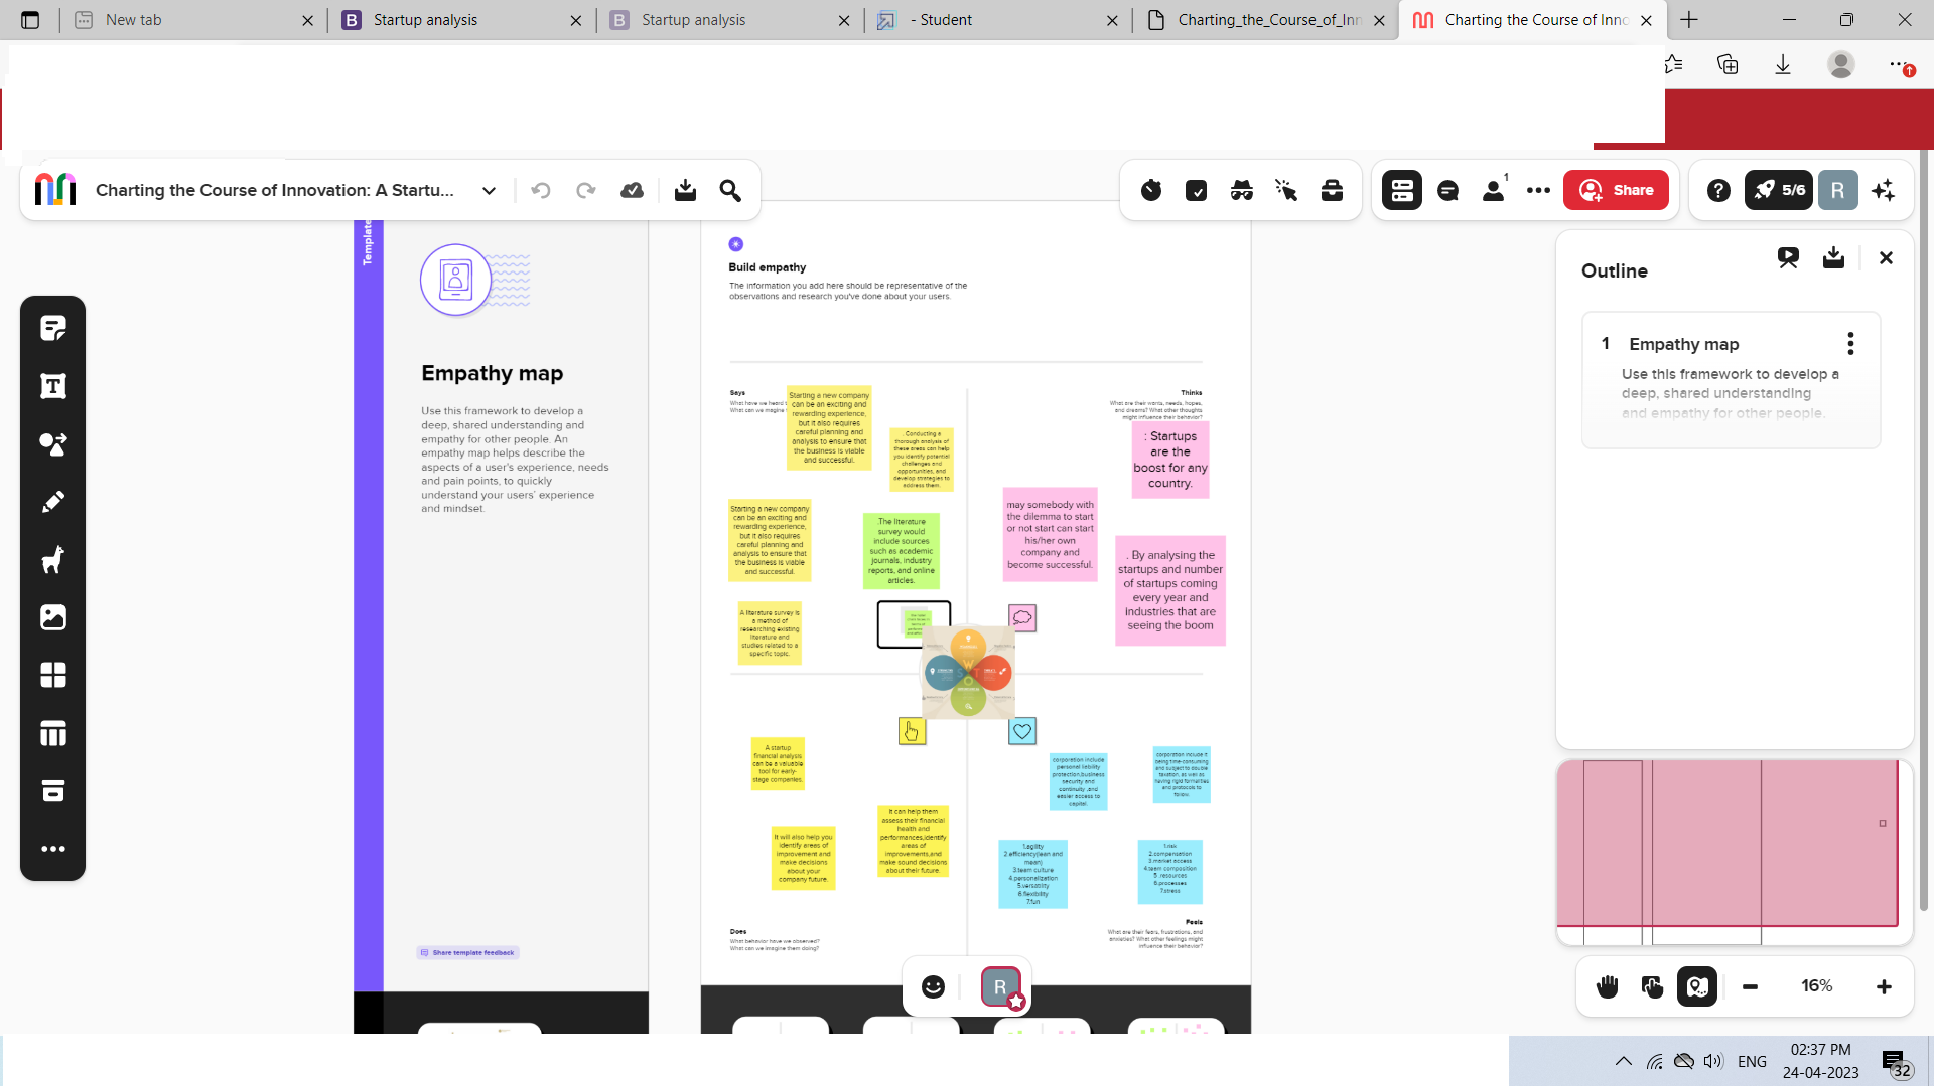 New tab
Startup analysis
Startup analysis
- Student
Charting_the_Course_of_Inn
Charting the Course of Inno
Charting the Course of Innovation: A Startu...
1
Share
5/6
R
Template
Empathy map
Use this framework to develop a
deep, shared understanding and
empathy for other people. An
empathy map helps describe the
aspects of a user's experience, needs
and pain points, to quickly
understand your users' experience
and mindset.
Share template feedback
Build empathy
The information you add here should be representative of the
observations and research you've done about your users.
Says
What have we heard
What can we imagine
Starting a new company
can be an exciting and
rewarding experience,
but it also requires
careful planning and
analysis to ensure that
the business is viable
and successful.
. Conducting a
thorough analysis of
these areas can help
you identify potential
challenges and
opportunities, and
develop strategies to
address them.
Starting a new company
can be an exciting and
rewarding experience,
but it also requires
careful planning and
analysis to ensure that
the business is viable
and successful.
.The literature
survey would
include sources
such as academic
journals, industry
reports, and online
articles.
A literature survey is
a method of
researching existing
literature and
studies related to a
specific topic.
Thinks
What are their wants, needs, hopes,
and dreams? What other thoughts
might influence their behavior?
: Startups
are the
boost for any
country.
may somebody with
the dilemma to start
or not start can start
his/her own
company and
become successful.
. By analysing the
startups and number
of startups coming
every year and
industries that are
seeing the boom
W
S T
O
A startup
financial analysis
can be a valuable
tool for early-
stage companies.
It will also help you
identify areas of
improvement and
make decisions
about your
company future.
It can help them
assess their financial
health and
performances,identify
areas of
improvements,and
make sound decisions
about their future.
Does
What behavior have we observed?
What can we imagine them doing?
corporation include
personal liability
protection,business
security and
continuity ,and
easier access to
capital.
corporation include it
being time-consuming
and subject to double
taxation, as well as
having rigid formalities
and protocols to
follow.
1.agility
2.efficiency(lean and
mean)
3.team culture
4.personalization
5.versatility
6.flexibility
7.fun
1.risk
2.compensation
3.market access
4.team composition
5 .resources
6.processes
7.stress
Feels
What are their fears, frustrations, and
anxieties? What other feelings might
influence their behavior?
R
Outline
1 Empathy map
Use this framework to develop a
deep, shared understanding
and empathy for other people.
16%
ENG
02:37 PM
24-04-2023
32